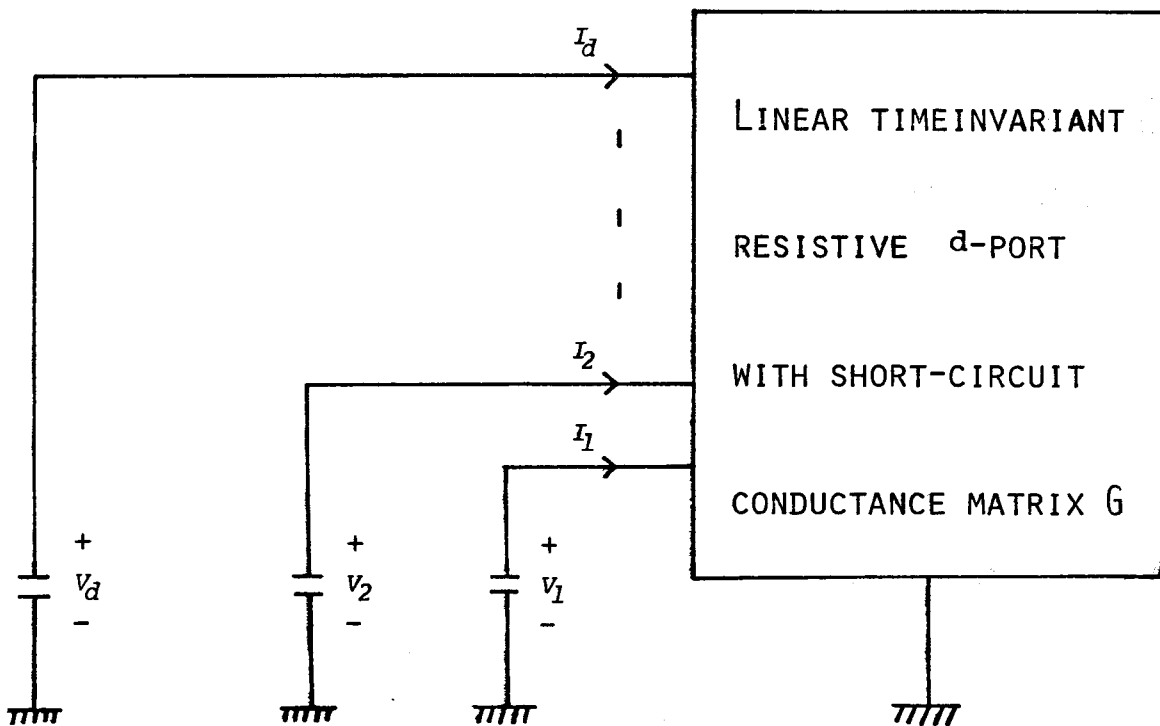 I_d
LINEAR TIMEINVARIANT
RESISTIVE d-PORT
I_2
WITH SHORT-CIRCUIT
I_1
CONDUCTANCE MATRIX G
+ + +
V_d V_2 V_1
- - -